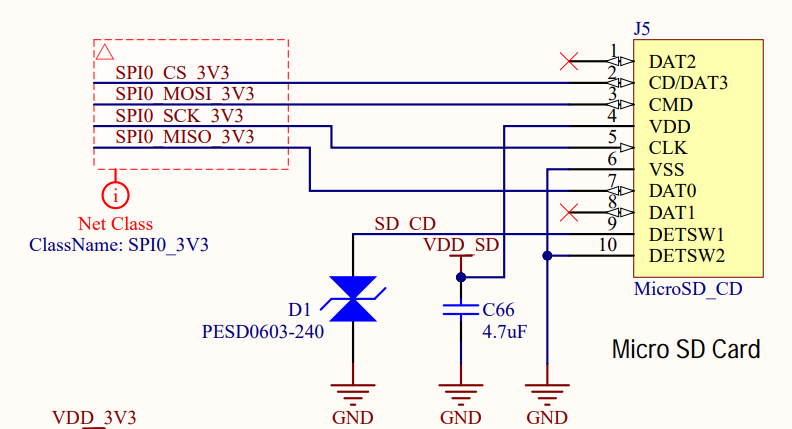 J5
SPI0_CS_3V3
SPI0_MOSI_3V3
SPI0_SCK_3V3
SPI0_MISO_3V3
1 DAT2
2 CD/DAT3
3 CMD
4 VDD
5 CLK
6 VSS
7 DAT0
8 DAT1
9 DETSW1
10 DETSW2
i
Net Class
ClassName: SPI0_3V3
SD_CD
VDD_SD
MicroSD_CD
D1
PESD0603-240
C66
4.7uF
Micro SD Card
GND
GND
GND
VDD_3V3